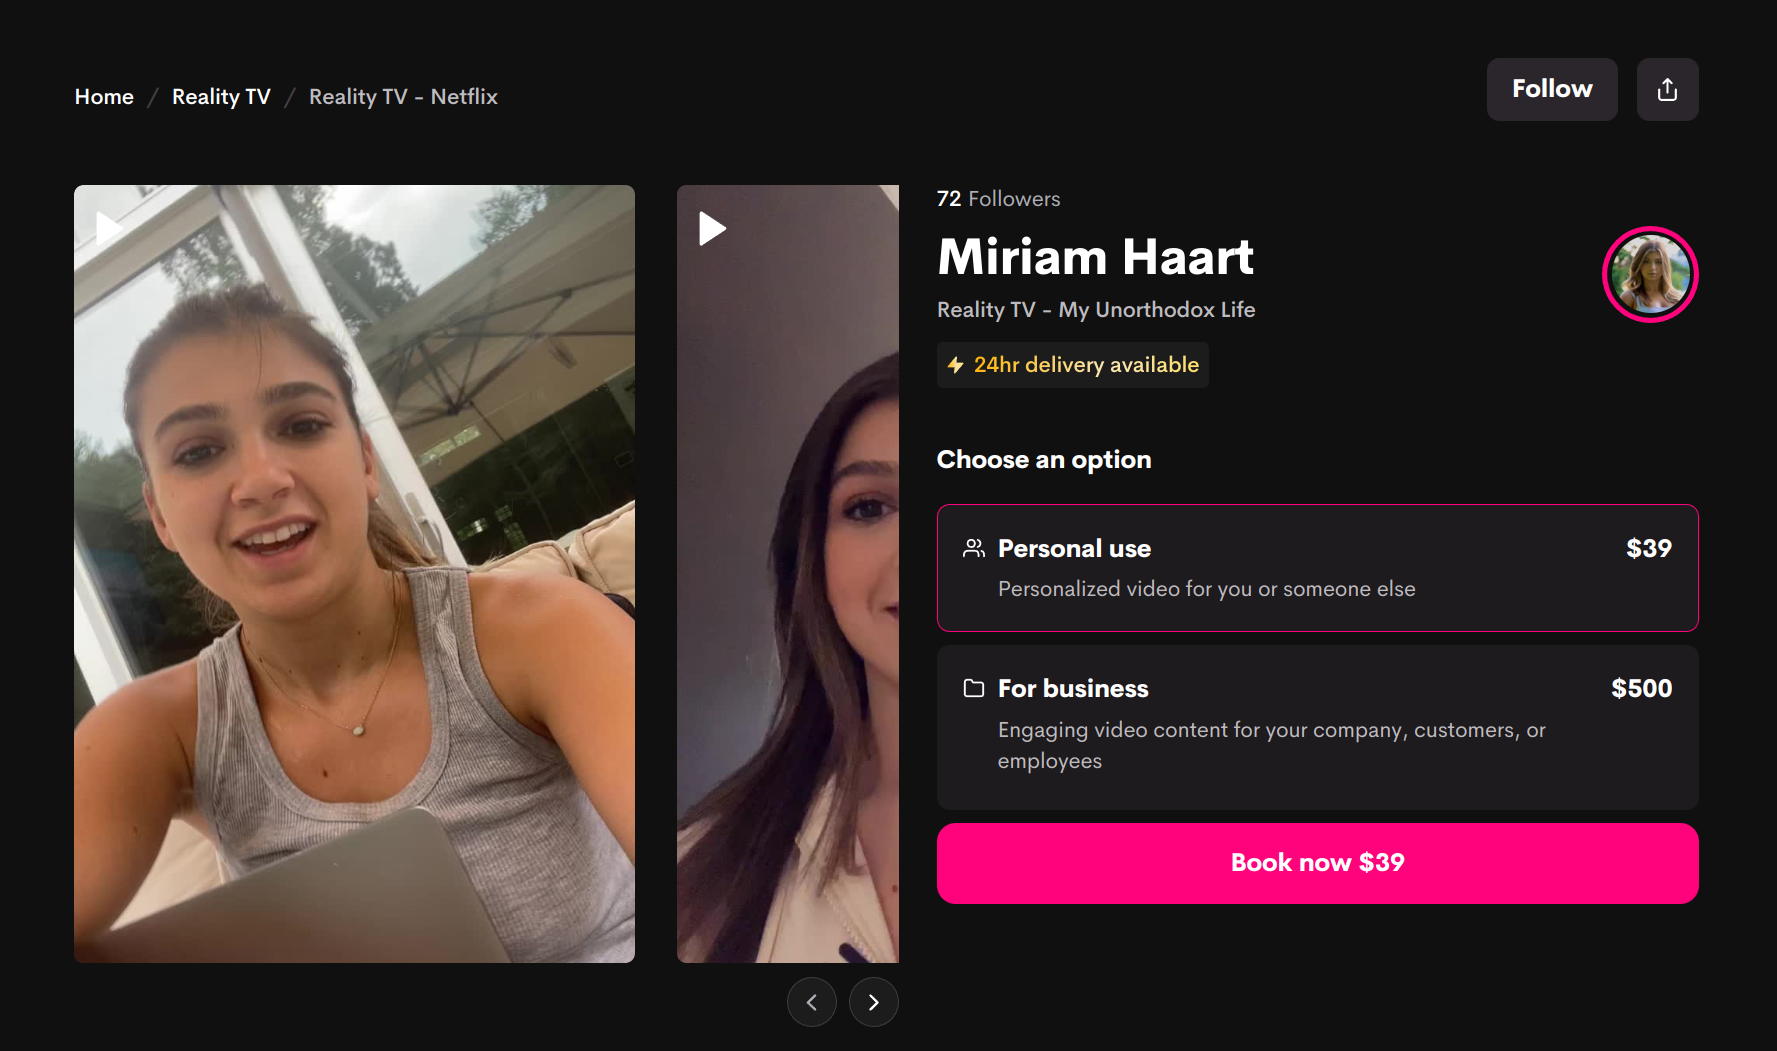 Home / Reality TV / Reality TV - Netflix
Follow
72 Followers
Miriam Haart
Reality TV - My Unorthodox Life
24hr delivery available
Choose an option
Personal use $39
Personalized video for you or someone else
For business $500
Engaging video content for your company, customers, or
employees
Book now $39